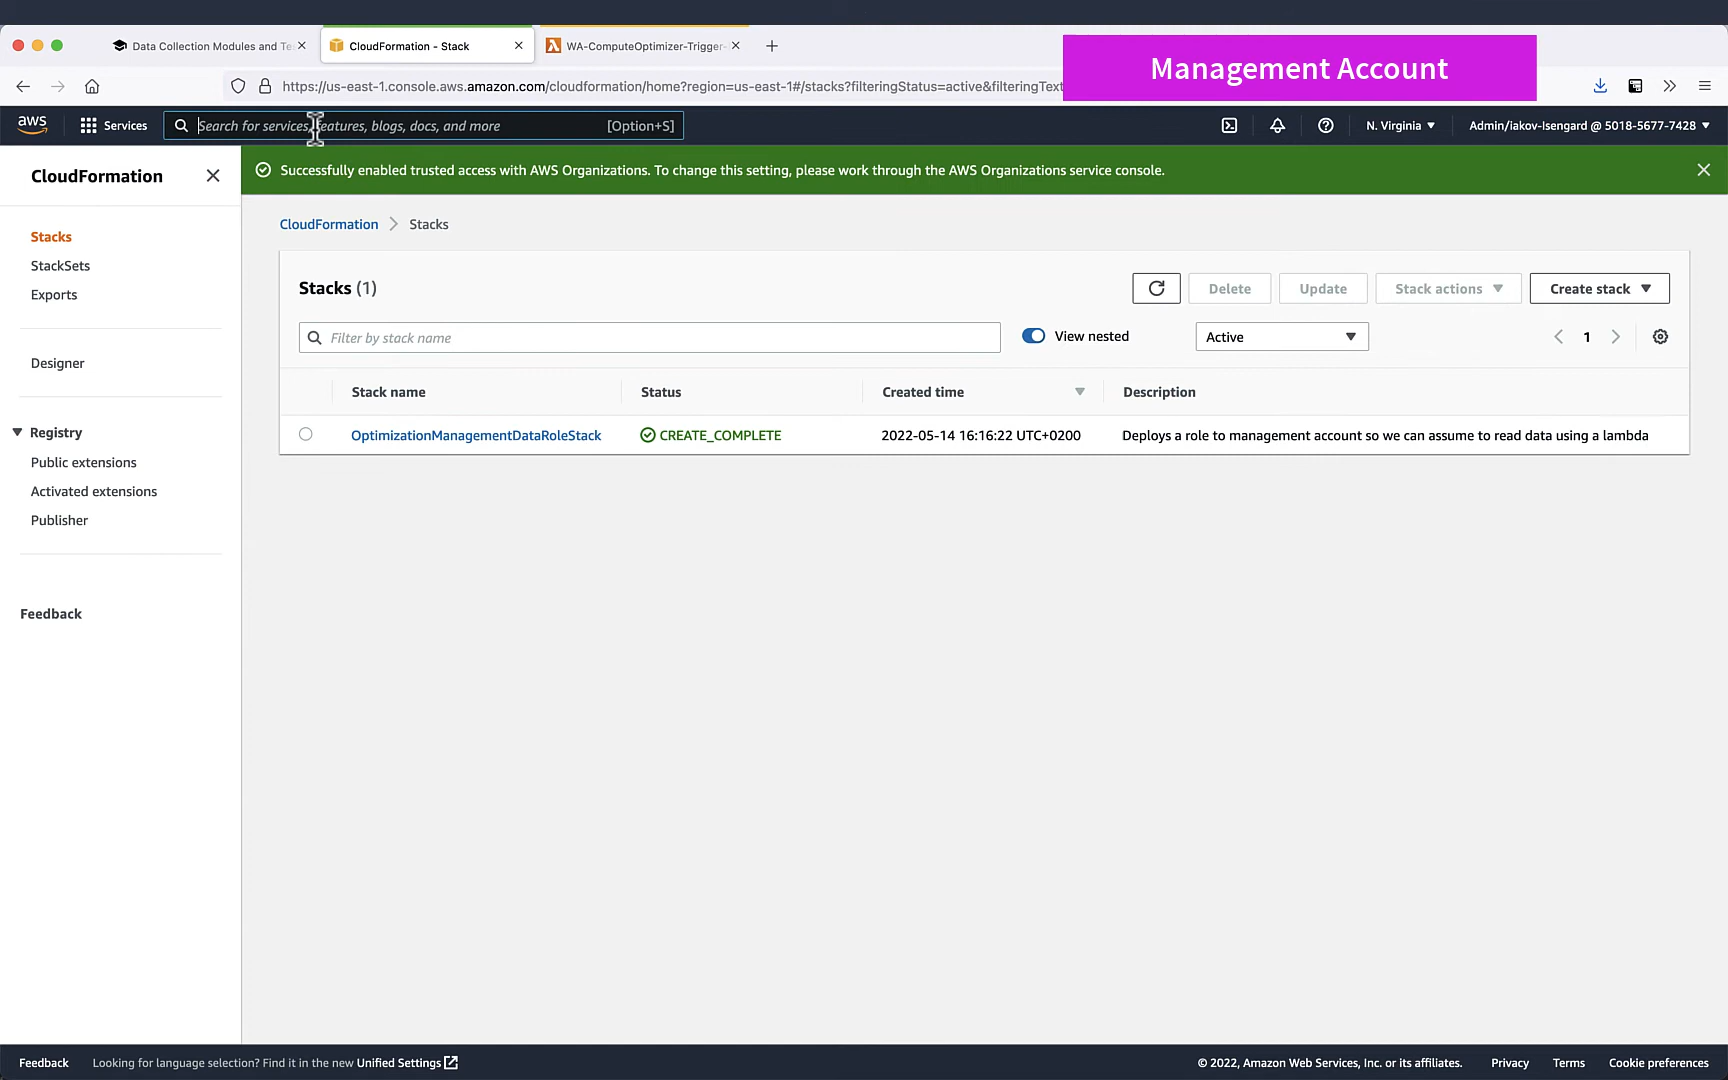 Data Collection Modules and Te
CloudFormation - Stack
WA-ComputeOptimizer-Trigger-
Management Account
https://us-east-1.console.aws.amazon.com/cloudformation/home?region=us-east-1#/stacks?filteringStatus=active&filteringText
aws
Services
Search for services, features, blogs, docs, and more
[Option+S]
N. Virginia
Admin/Iakov-Isengard @ 5018-5677-7428
CloudFormation
Successfully enabled trusted access with AWS Organizations. To change this setting, please work through the AWS Organizations service console.
Stacks
StackSets
Exports
Designer
Registry
Public extensions
Activated extensions
Publisher
Feedback
CloudFormation
Stacks
Stacks (1)
Delete
Update
Stack actions
Create stack
Filter by stack name
View nested
Active
1
Stack name
Status
Created time
Description
OptimizationManagementDataRoleStack
CREATE_COMPLETE
2022-05-14 16:16:22 UTC+0200
Deploys a role to management account so we can assume to read data using a lambda
Feedback
Looking for language selection? Find it in the new Unified Settings
© 2022, Amazon Web Services, Inc. or its affiliates.
Privacy
Terms
Cookie preferences